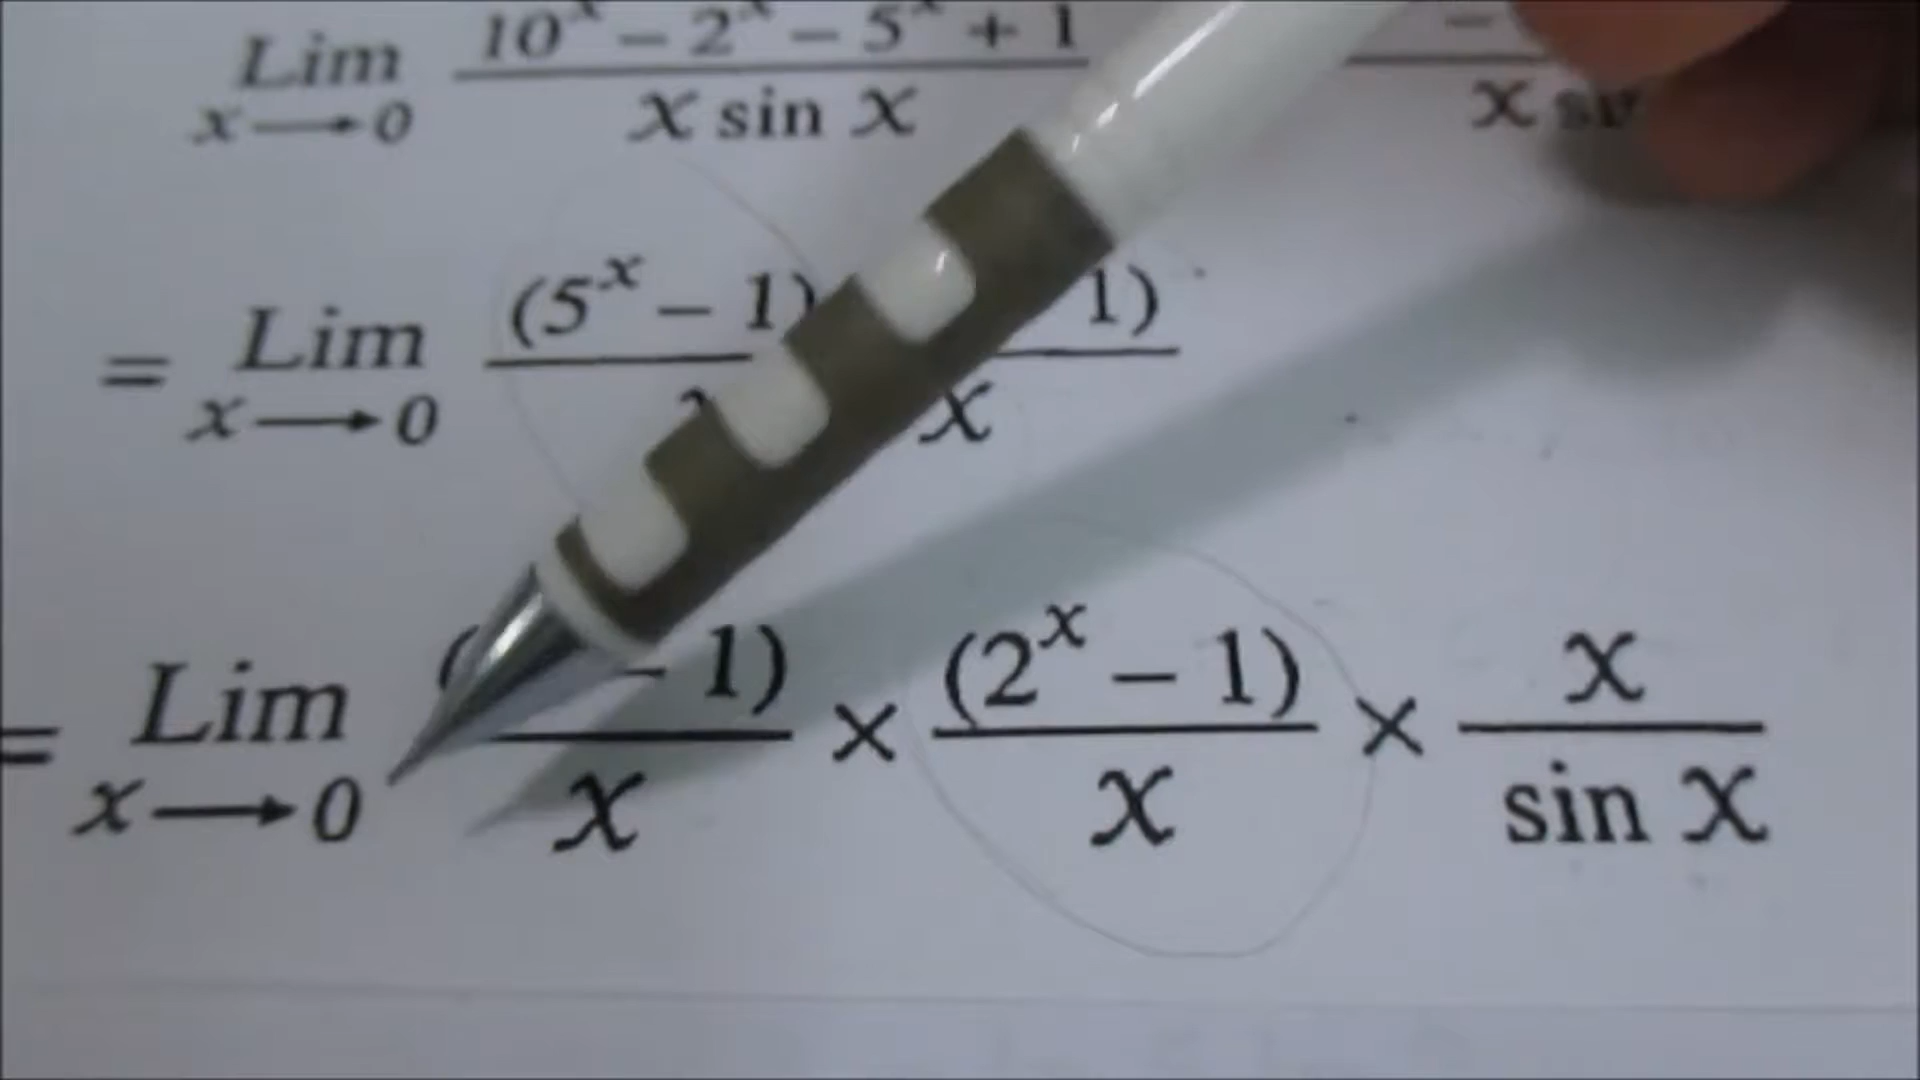 Lim x→0 (10^x − 2^x − 5^x + 1) / (x sin x)
= Lim x→0 (5^x − 1) 1) / x
= Lim x→0 ( − 1) / x × (2^x − 1) / x × x / sin x